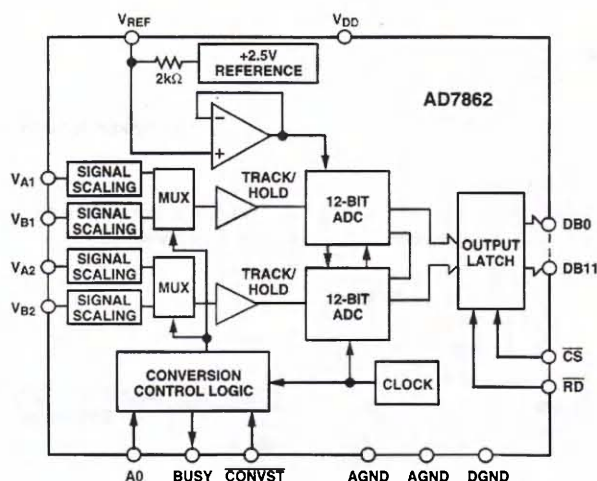 VREF
VDD
2kΩ
+2.5V
REFERENCE
AD7862
−
+
VA1
SIGNAL
SCALING
MUX
TRACK/
HOLD
12-BIT
ADC
VB1
SIGNAL
SCALING
OUTPUT
LATCH
DB0
DB11
VA2
SIGNAL
SCALING
MUX
TRACK/
HOLD
12-BIT
ADC
VB2
SIGNAL
SCALING
CS
RD
CONVERSION
CONTROL LOGIC
CLOCK
A0
BUSY
CONVST
AGND
AGND
DGND